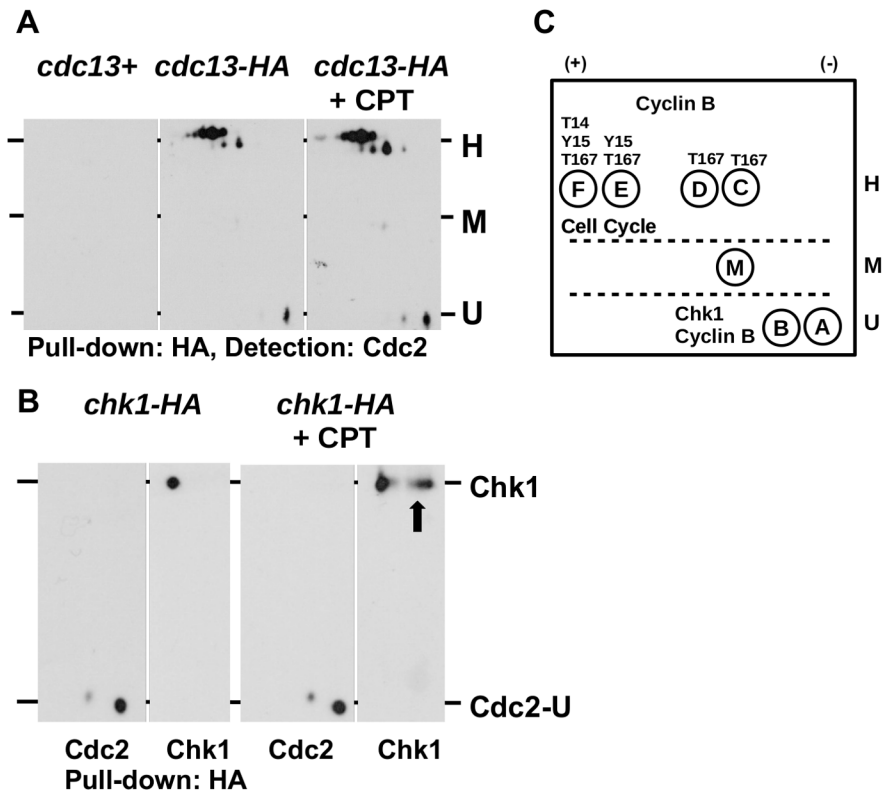 A
cdc13+ cdc13-HA cdc13-HA
+ CPT
H
M
U
Pull-down: HA, Detection: Cdc2
B
chk1-HA chk1-HA
+ CPT
Chk1
Cdc2-U
Cdc2 Chk1 Cdc2 Chk1
Pull-down: HA
C
(+) (-)
Cyclin B
T14
Y15 Y15
T167 T167 T167 T167
F E D C H
Cell Cycle
M M
Chk1
Cyclin B B A U